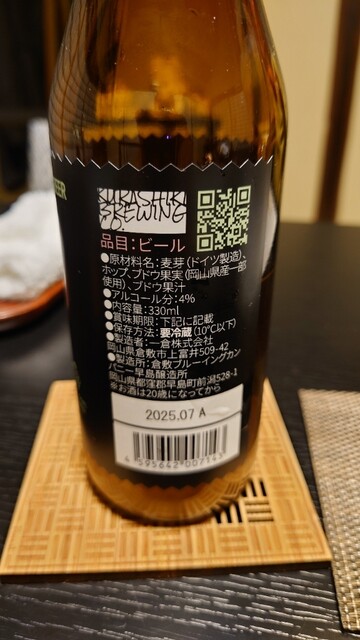 EER
KURASHIKI
BREWING
CO.
品目:ビール
●原材料名:麦芽(ドイツ製造)、
ホップ、ブドウ果実(岡山県産一部
使用)、ブドウ果汁
●アルコール分:4%
●内容量:330ml
●賞味期限:下記に記載
●保存方法:要冷蔵(10℃以下)
●製造者:一倉株式会社
岡山県倉敷市上富井509-42
●製造所:倉敷ブルーイングカン
パニー早島醸造所
岡山県都窪郡早島町前潟528-1
※お酒は20歳になってから
2025.07 A